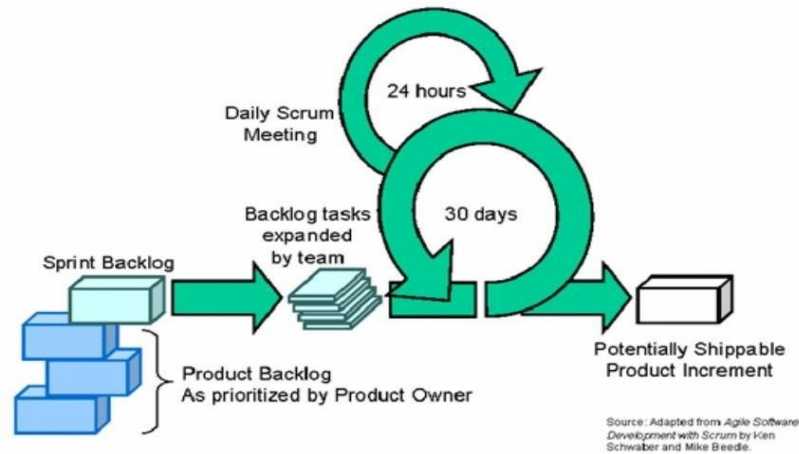 24 hours
Daily Scrum
Meeting
Backlog tasks
expanded
by team
30 days
Sprint Backlog
Product Backlog
As prioritized by Product Owner
Potentially Shippable
Product Increment
Source: Adapted from Agile Software
Development with Scrum by Ken
Schwaber and Mike Beedle.